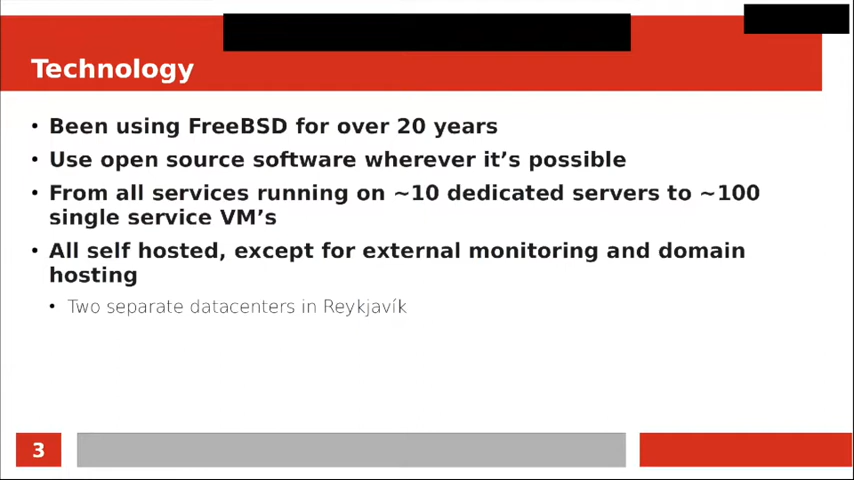 Technology
• Been using FreeBSD for over 20 years
• Use open source software wherever it’s possible
• From all services running on ~10 dedicated servers to ~100
single service VM’s
• All self hosted, except for external monitoring and domain
hosting
• Two separate datacenters in Reykjavík
3